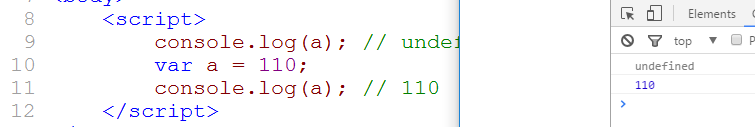 8 <script>
9 console.log(a); // undef
10 var a = 110;
11 console.log(a); // 110
12 </script>
Elements
top
undefined
110
>